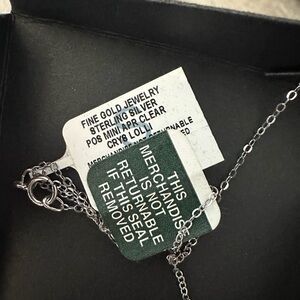 FINE GOLD JEWELRY
STERLING SILVER
POS MINI APR CLEAR
CRYS LOLLI
THIS
MERCHANDISE
IS NOT
RETURNABLE
IF THIS SEAL
REMOVED